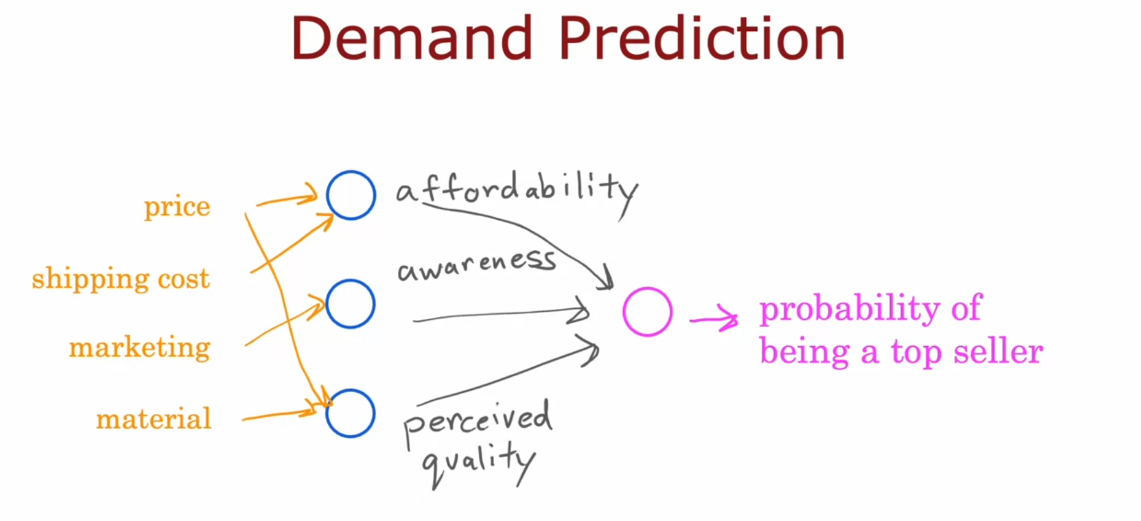 Demand Prediction
price
shipping cost
marketing
material
affordability
awareness
perceived
quality
probability of
being a top seller